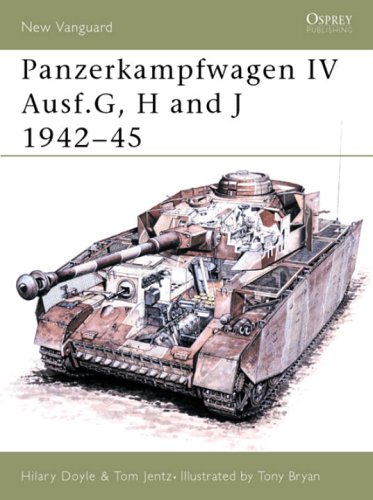 New Vanguard
OSPREY
PUBLISHING
Panzerkampfwagen IV
Ausf.G, H and J
1942–45
Hilary Doyle & Tom Jentz • Illustrated by Tony Bryan